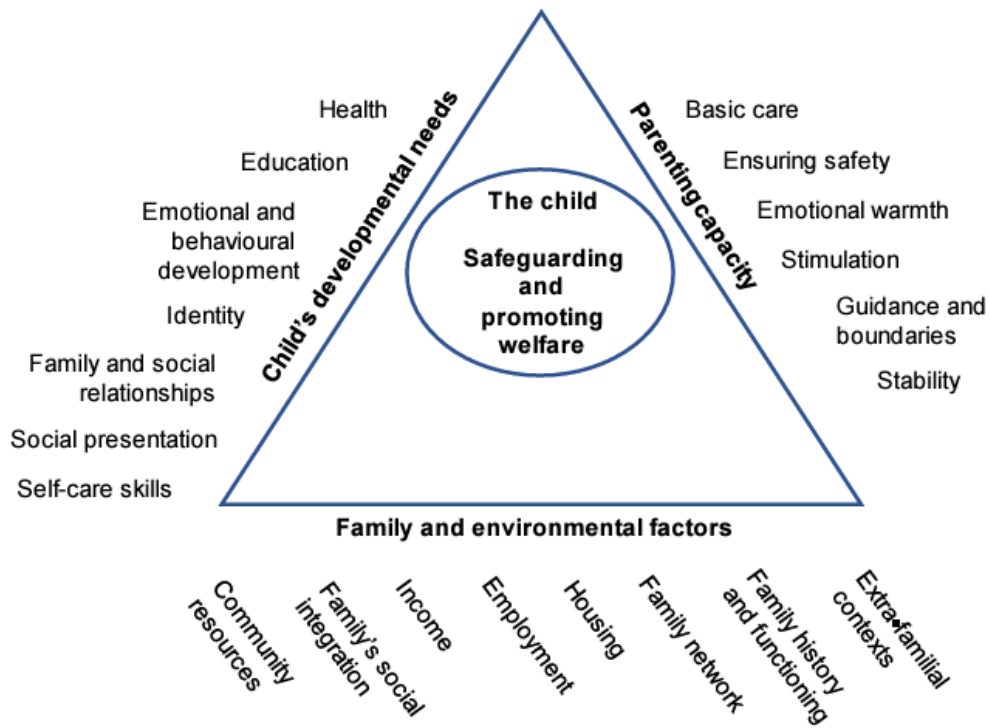 Health
Education
Emotional and
behavioural
development
Identity
Family and social
relationships
Social presentation
Self-care skills
Child's developmental needs
The child
Safeguarding
and
promoting
welfare
Parenting capacity
Basic care
Ensuring safety
Emotional warmth
Stimulation
Guidance and
boundaries
Stability
Family and environmental factors
Community
resources
Family's social
integration
Income
Employment
Housing
Family network
Family history
and functioning
Extra-familial
contexts